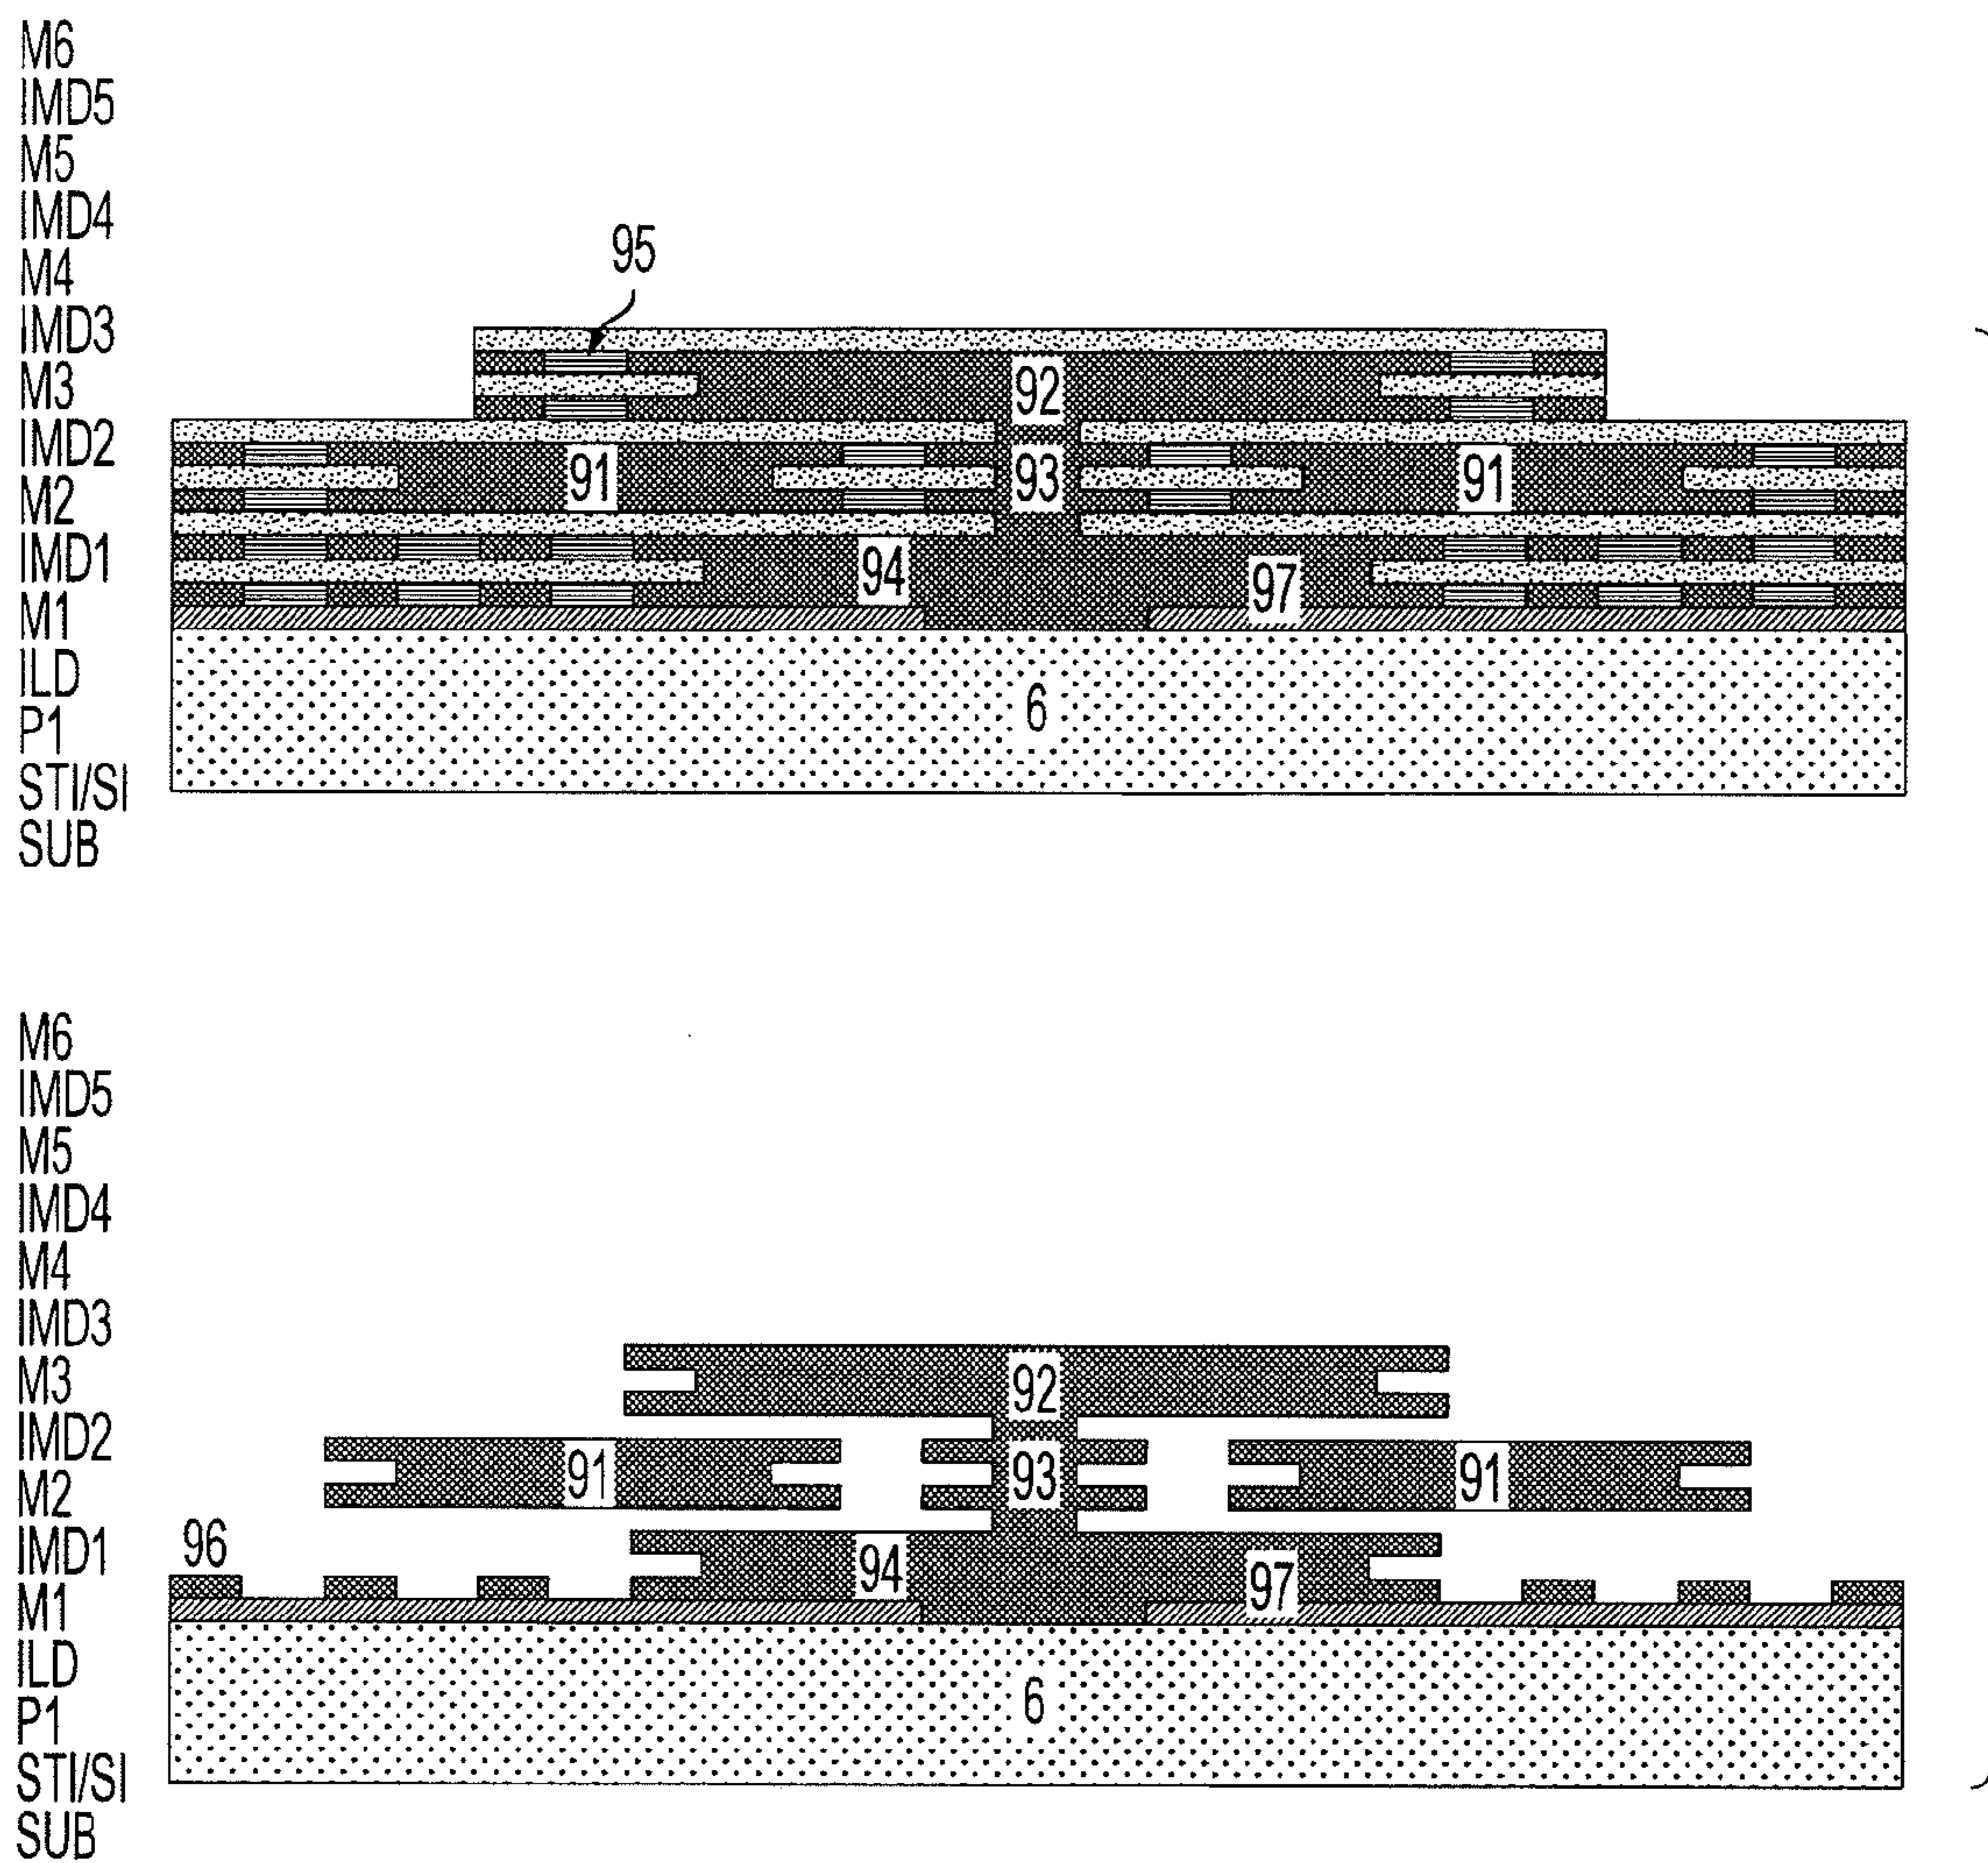 M6
IMD5
M5
IMD4
M4
IMD3
M3
IMD2
M2
IMD1
M1
ILD
P1
STI/SI
SUB
95
92
91 93 91
94 97
6
M6
IMD5
M5
IMD4
M4
IMD3
M3
IMD2
M2
IMD1
M1
ILD
P1
STI/SI
SUB
92
91 93 91
96 94 97
6